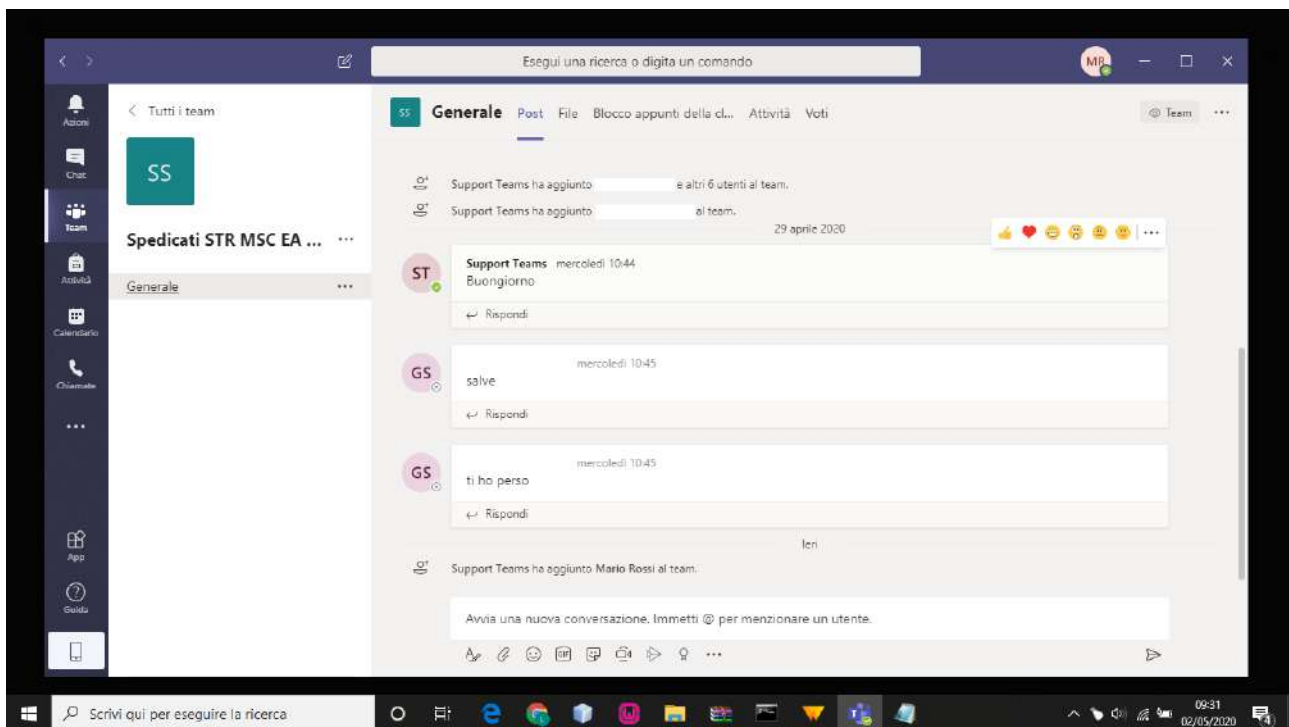 Esegui una ricerca o digita un comando
MR
Azioni
Chat
Team
Attività
Calendario
Chiamate
App
Guida
Tutti i team
SS
Spedicati STR MSC EA ...
Generale
SS
Generale Post File Blocco appunti della cl... Attività Voti
Team
Support Teams ha aggiunto e altri 6 utenti al team.
Support Teams ha aggiunto al team.
29 aprile 2020
ST
Support Teams mercoledì 10:44
Buongiorno
Rispondi
GS
mercoledì 10:45
salve
Rispondi
GS
mercoledì 10:45
ti ho perso
Rispondi
Ieri
Support Teams ha aggiunto Mario Rossi al team.
Avvia una nuova conversazione. Immetti @ per menzionare un utente.
GIF
Scrivi qui per eseguire la ricerca
09:31
02/05/2020